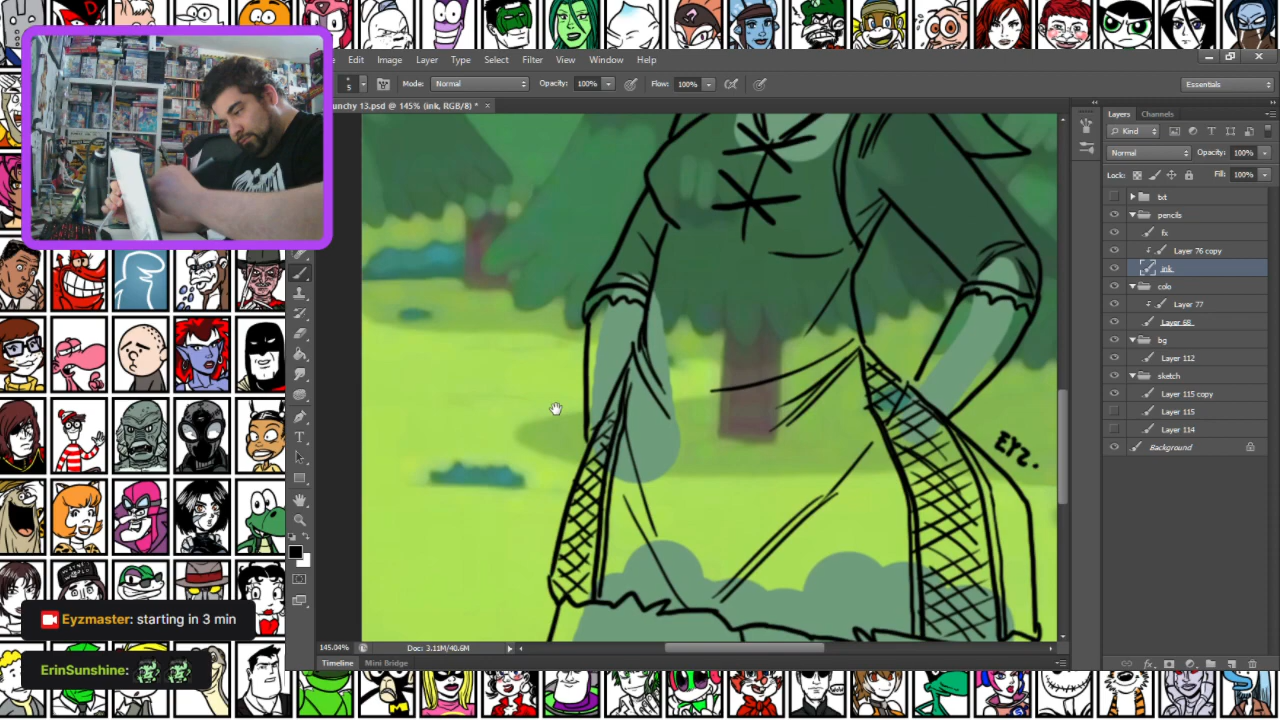 Edit Image Layer Type Select Filter View Window Help
5 Mode: Normal Opacity: 100% Flow: 100% Essentials
unchy 13.psd @ 145% (ink, RGB/8) * ×
Layers Channels
Kind
Normal Opacity: 100%
Lock: Fill: 100%
txt
pencils
fx
Layer 76 copy
ink
colo
Layer 77
Layer 68
bg
Layer 112
sketch
Layer 115 copy
Layer 115
Layer 114
Background
EYZ.
145.04% Doc: 3.11M/40.6M
Timeline Mini Bridge
Eyzmaster: starting in 3 min
ErinSunshine: